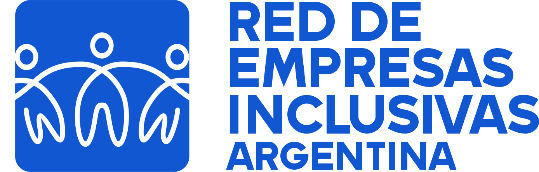 RED DE
EMPRESAS
INCLUSIVAS
ARGENTINA